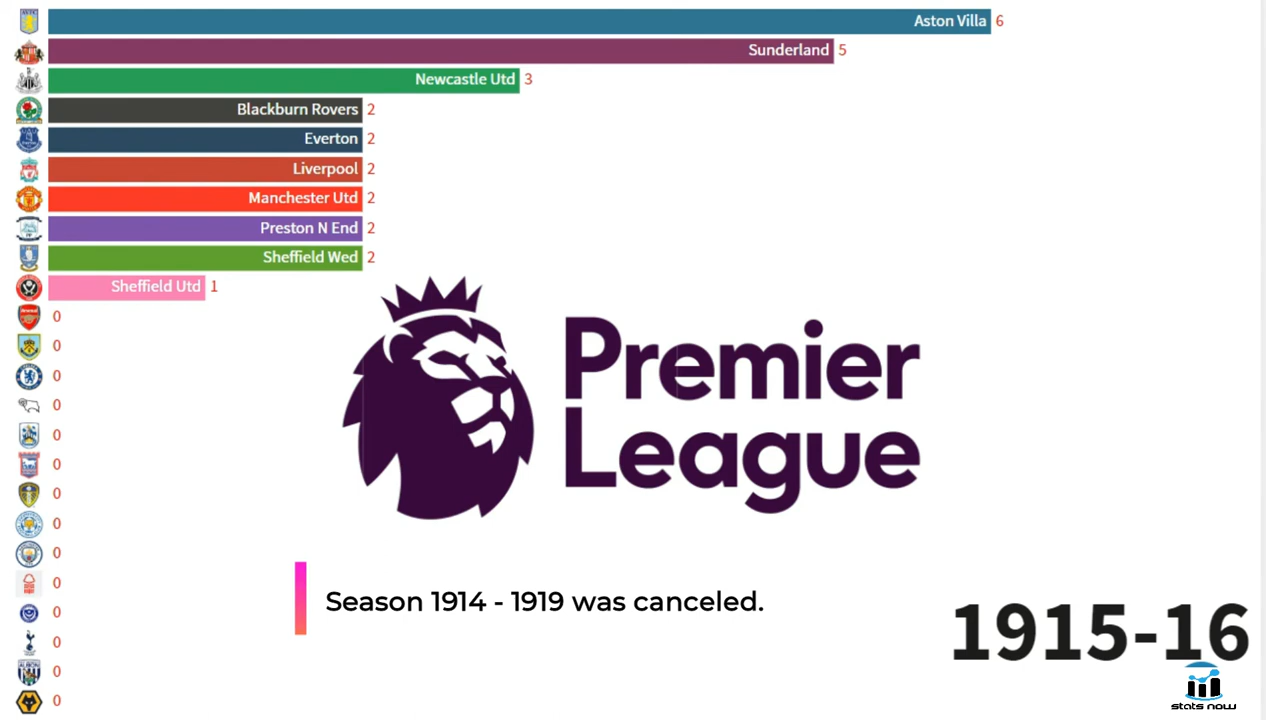 Aston Villa 6
Sunderland 5
Newcastle Utd 3
Blackburn Rovers 2
Everton 2
Liverpool 2
Manchester Utd 2
Preston N End 2
Sheffield Wed 2
Sheffield Utd 1
0
0
0
0
0
0
0
0
0
0
0
0
0
0
Premier
League
Season 1914 - 1919 was canceled.
1915-16
stats now